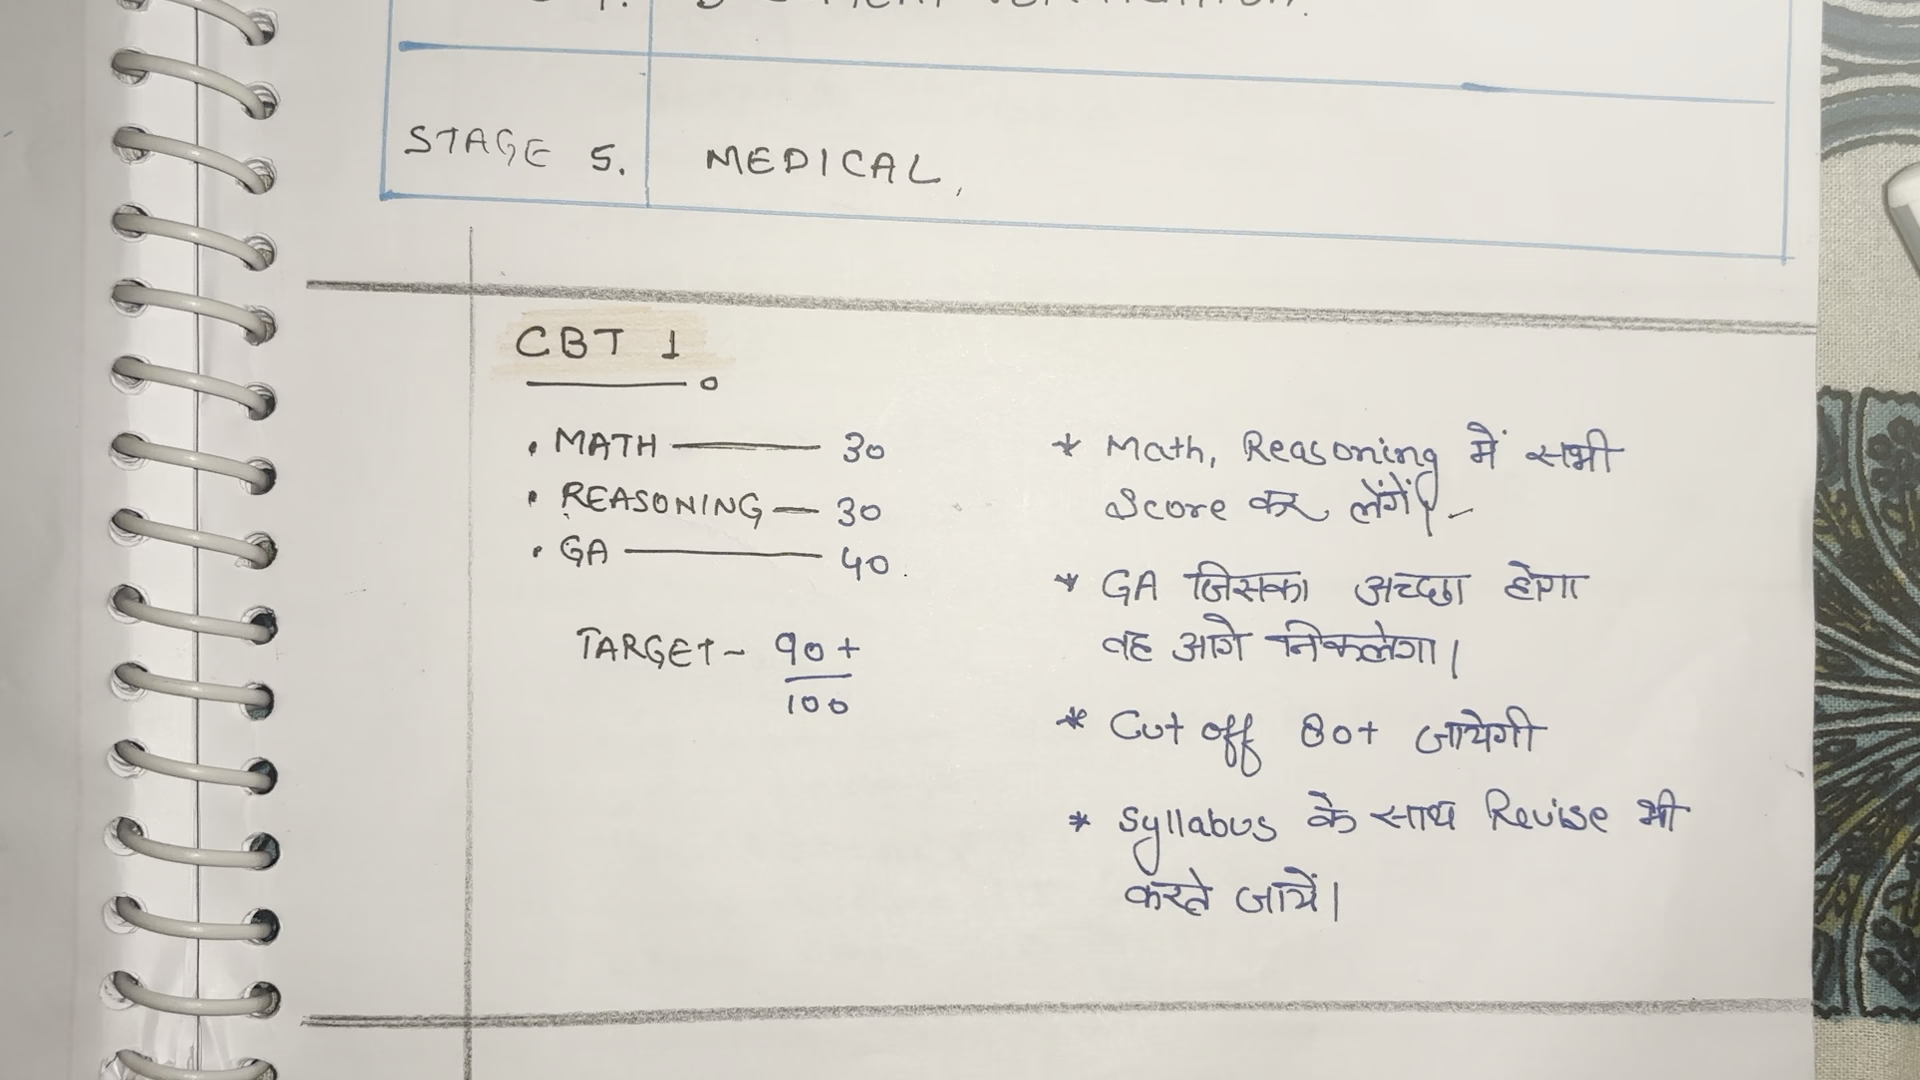 STAGE 5. MEDICAL,
CBT 1
• MATH — 30
• REASONING — 30
• GA — 40.
TARGET - 90+
100
* Math, Reasoning में सभी
Score कर लेंगें। -
* GA जिसका अच्छा होगा
वह आगे निकलेगा।
* Cut off 80+ जायेगी
* Syllabus के साथ Revise भी
करते जायें।